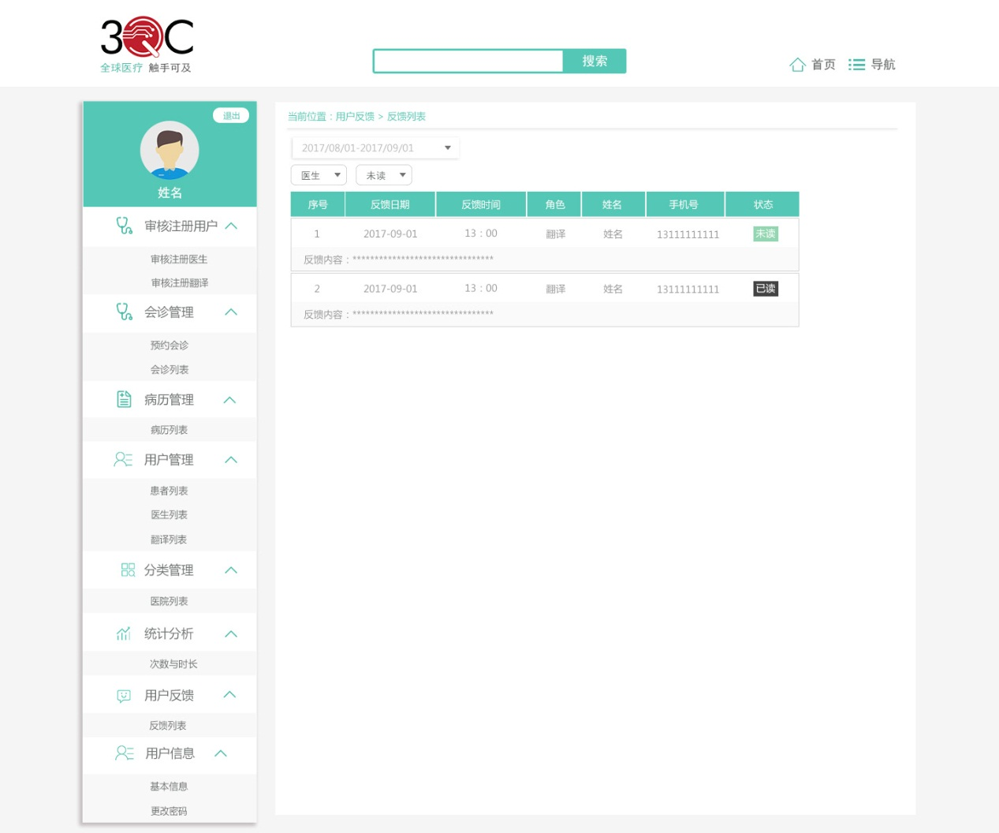 3QC
全球医疗 触手可及
搜索
首页 导航
退出
姓名
审核注册用户
审核注册医生
审核注册翻译
会诊管理
预约会诊
会诊列表
病历管理
病历列表
用户管理
患者列表
医生列表
翻译列表
分类管理
医院列表
统计分析
次数与时长
用户反馈
反馈列表
用户信息
基本信息
更改密码
当前位置：用户反馈 > 反馈列表
2017/08/01-2017/09/01
医生 未读
序号 反馈日期 反馈时间 角色 姓名 手机号 状态
1 2017-09-01 13：00 翻译 姓名 13111111111 未读
反馈内容：********************************
2 2017-09-01 13：00 翻译 姓名 13111111111 已读
反馈内容：********************************